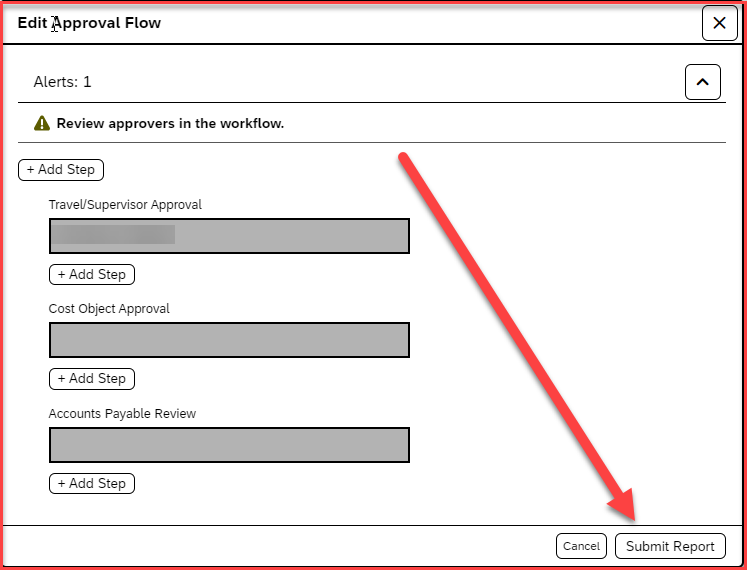 Edit Approval Flow
Alerts: 1
Review approvers in the workflow.
+ Add Step
Travel/Supervisor Approval
+ Add Step
Cost Object Approval
+ Add Step
Accounts Payable Review
+ Add Step
Cancel
Submit Report